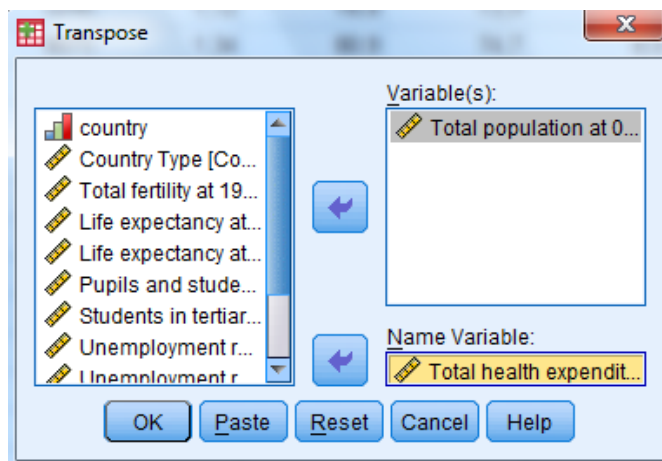 Transpose
country
Country Type [Co...
Total fertility at 19...
Life expectancy at...
Life expectancy at...
Pupils and stude...
Students in tertiar...
Unemployment r...
Unemployment r
Variable(s):
Total population at 0...
Name Variable:
Total health expendit...
OK
Paste
Reset
Cancel
Help